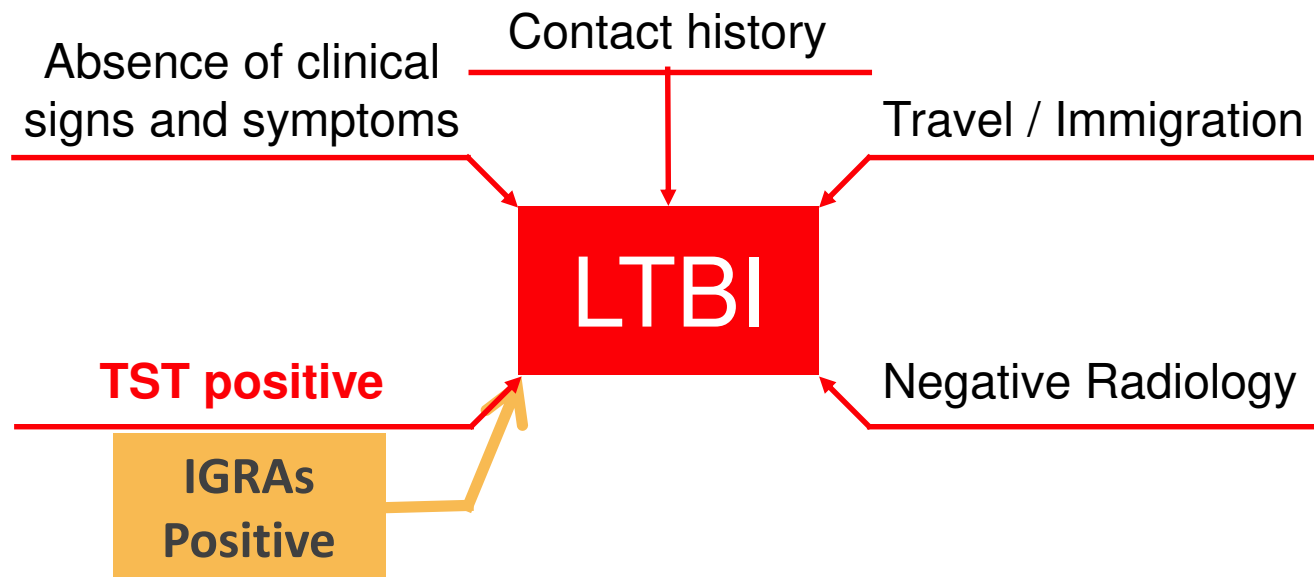 Contact history
Absence of clinical
signs and symptoms
Travel / Immigration
LTBI
TST positive
Negative Radiology
IGRAs
Positive